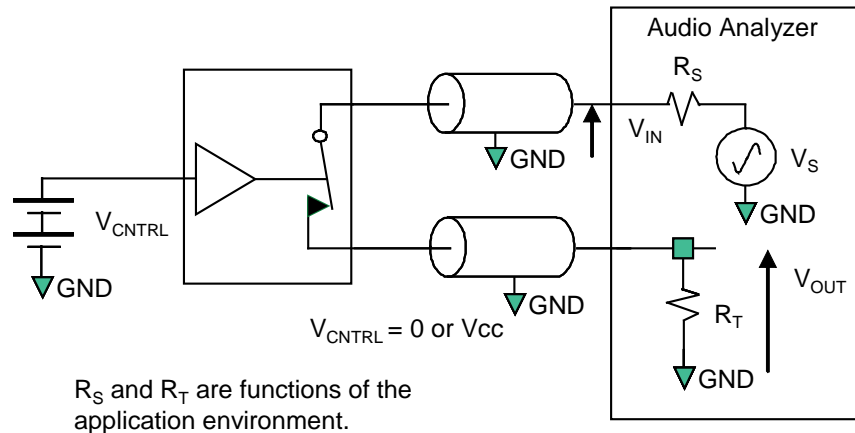 Audio Analyzer
R_S
V_IN
V_S
GND
GND
V_CNTRL
GND
GND
V_OUT
R_T
V_CNTRL = 0 or Vcc
GND
R_S and R_T are functions of the
application environment.